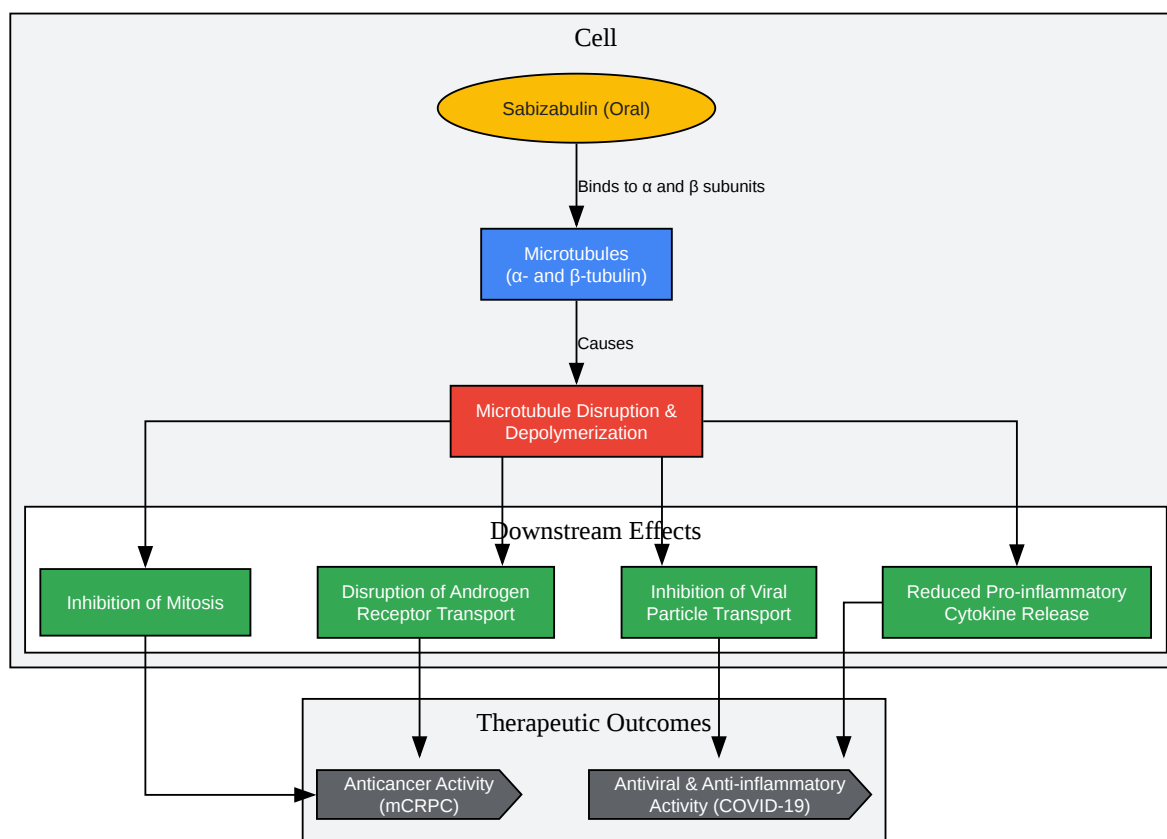 Cell
Sabizabulin (Oral)
Binds to α and β subunits
Microtubules
(α- and β-tubulin)
Causes
Microtubule Disruption &
Depolymerization
Downstream Effects
Inhibition of Mitosis
Disruption of Androgen
Receptor Transport
Inhibition of Viral
Particle Transport
Reduced Pro-inflammatory
Cytokine Release
Therapeutic Outcomes
Anticancer Activity
(mCRPC)
Antiviral & Anti-inflammatory
Activity (COVID-19)